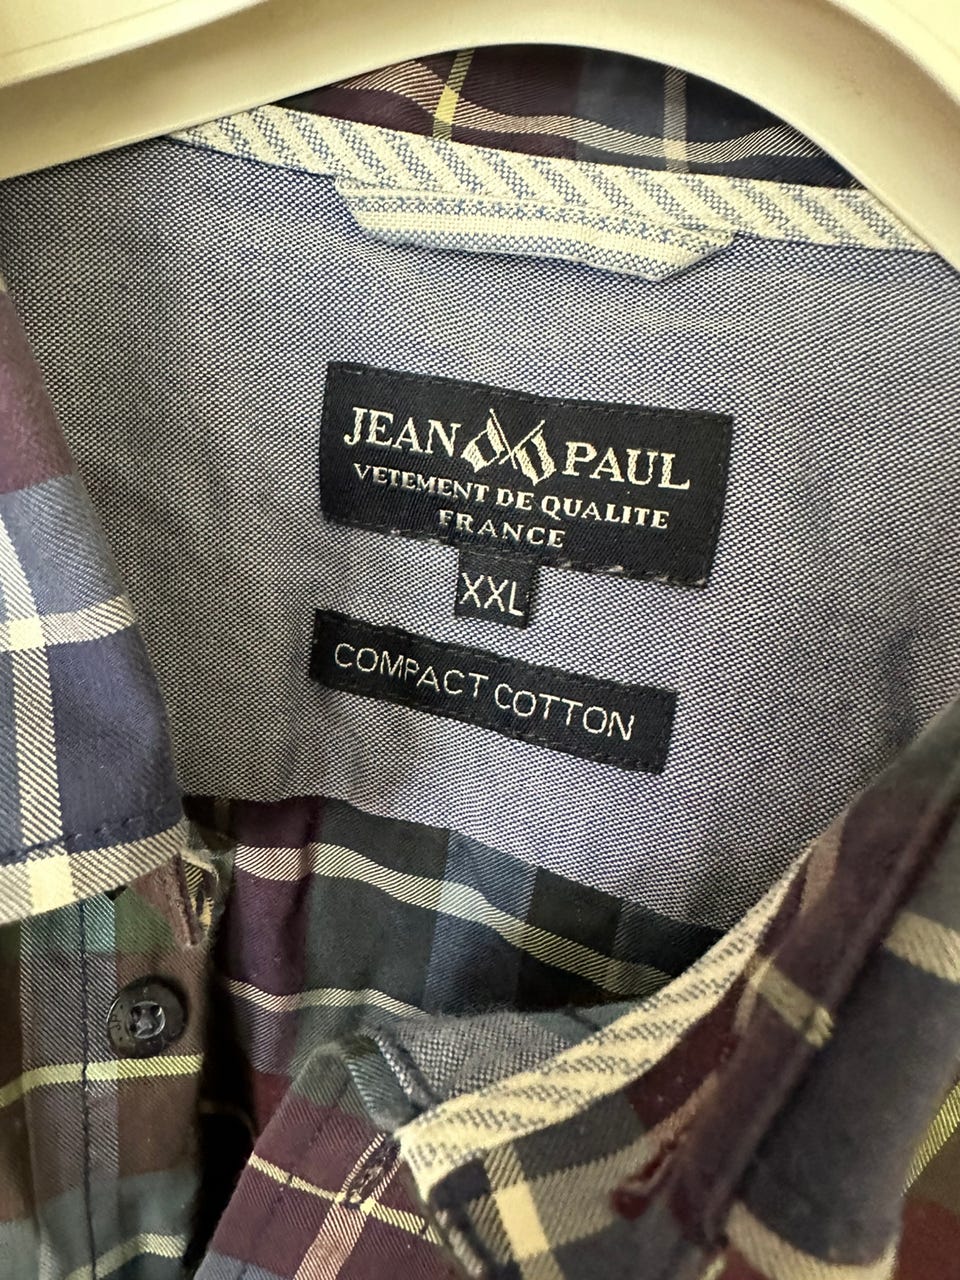 JEAN PAUL
VETEMENT DE QUALITE
FRANCE
XXL
COMPACT COTTON